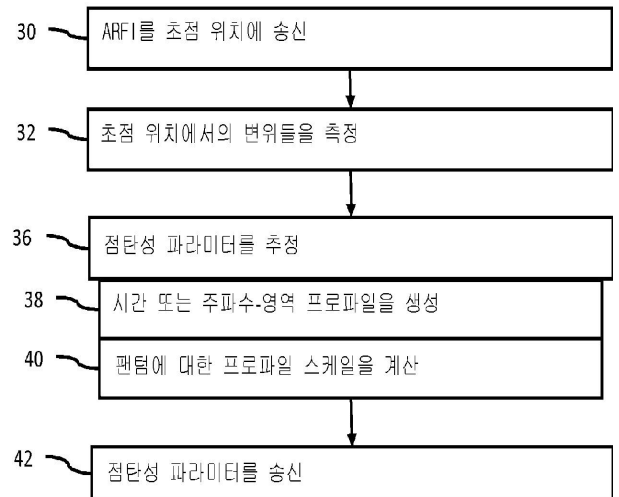 30 ARFI를 초점 위치에 송신
32 초점 위치에서의 변위들을 측정
36 점탄성 파라미터를 추정
38 시간 또는 주파수-영역 프로파일을 생성
40 팬텀에 대한 프로파일 스케일을 계산
42 점탄성 파라미터를 송신